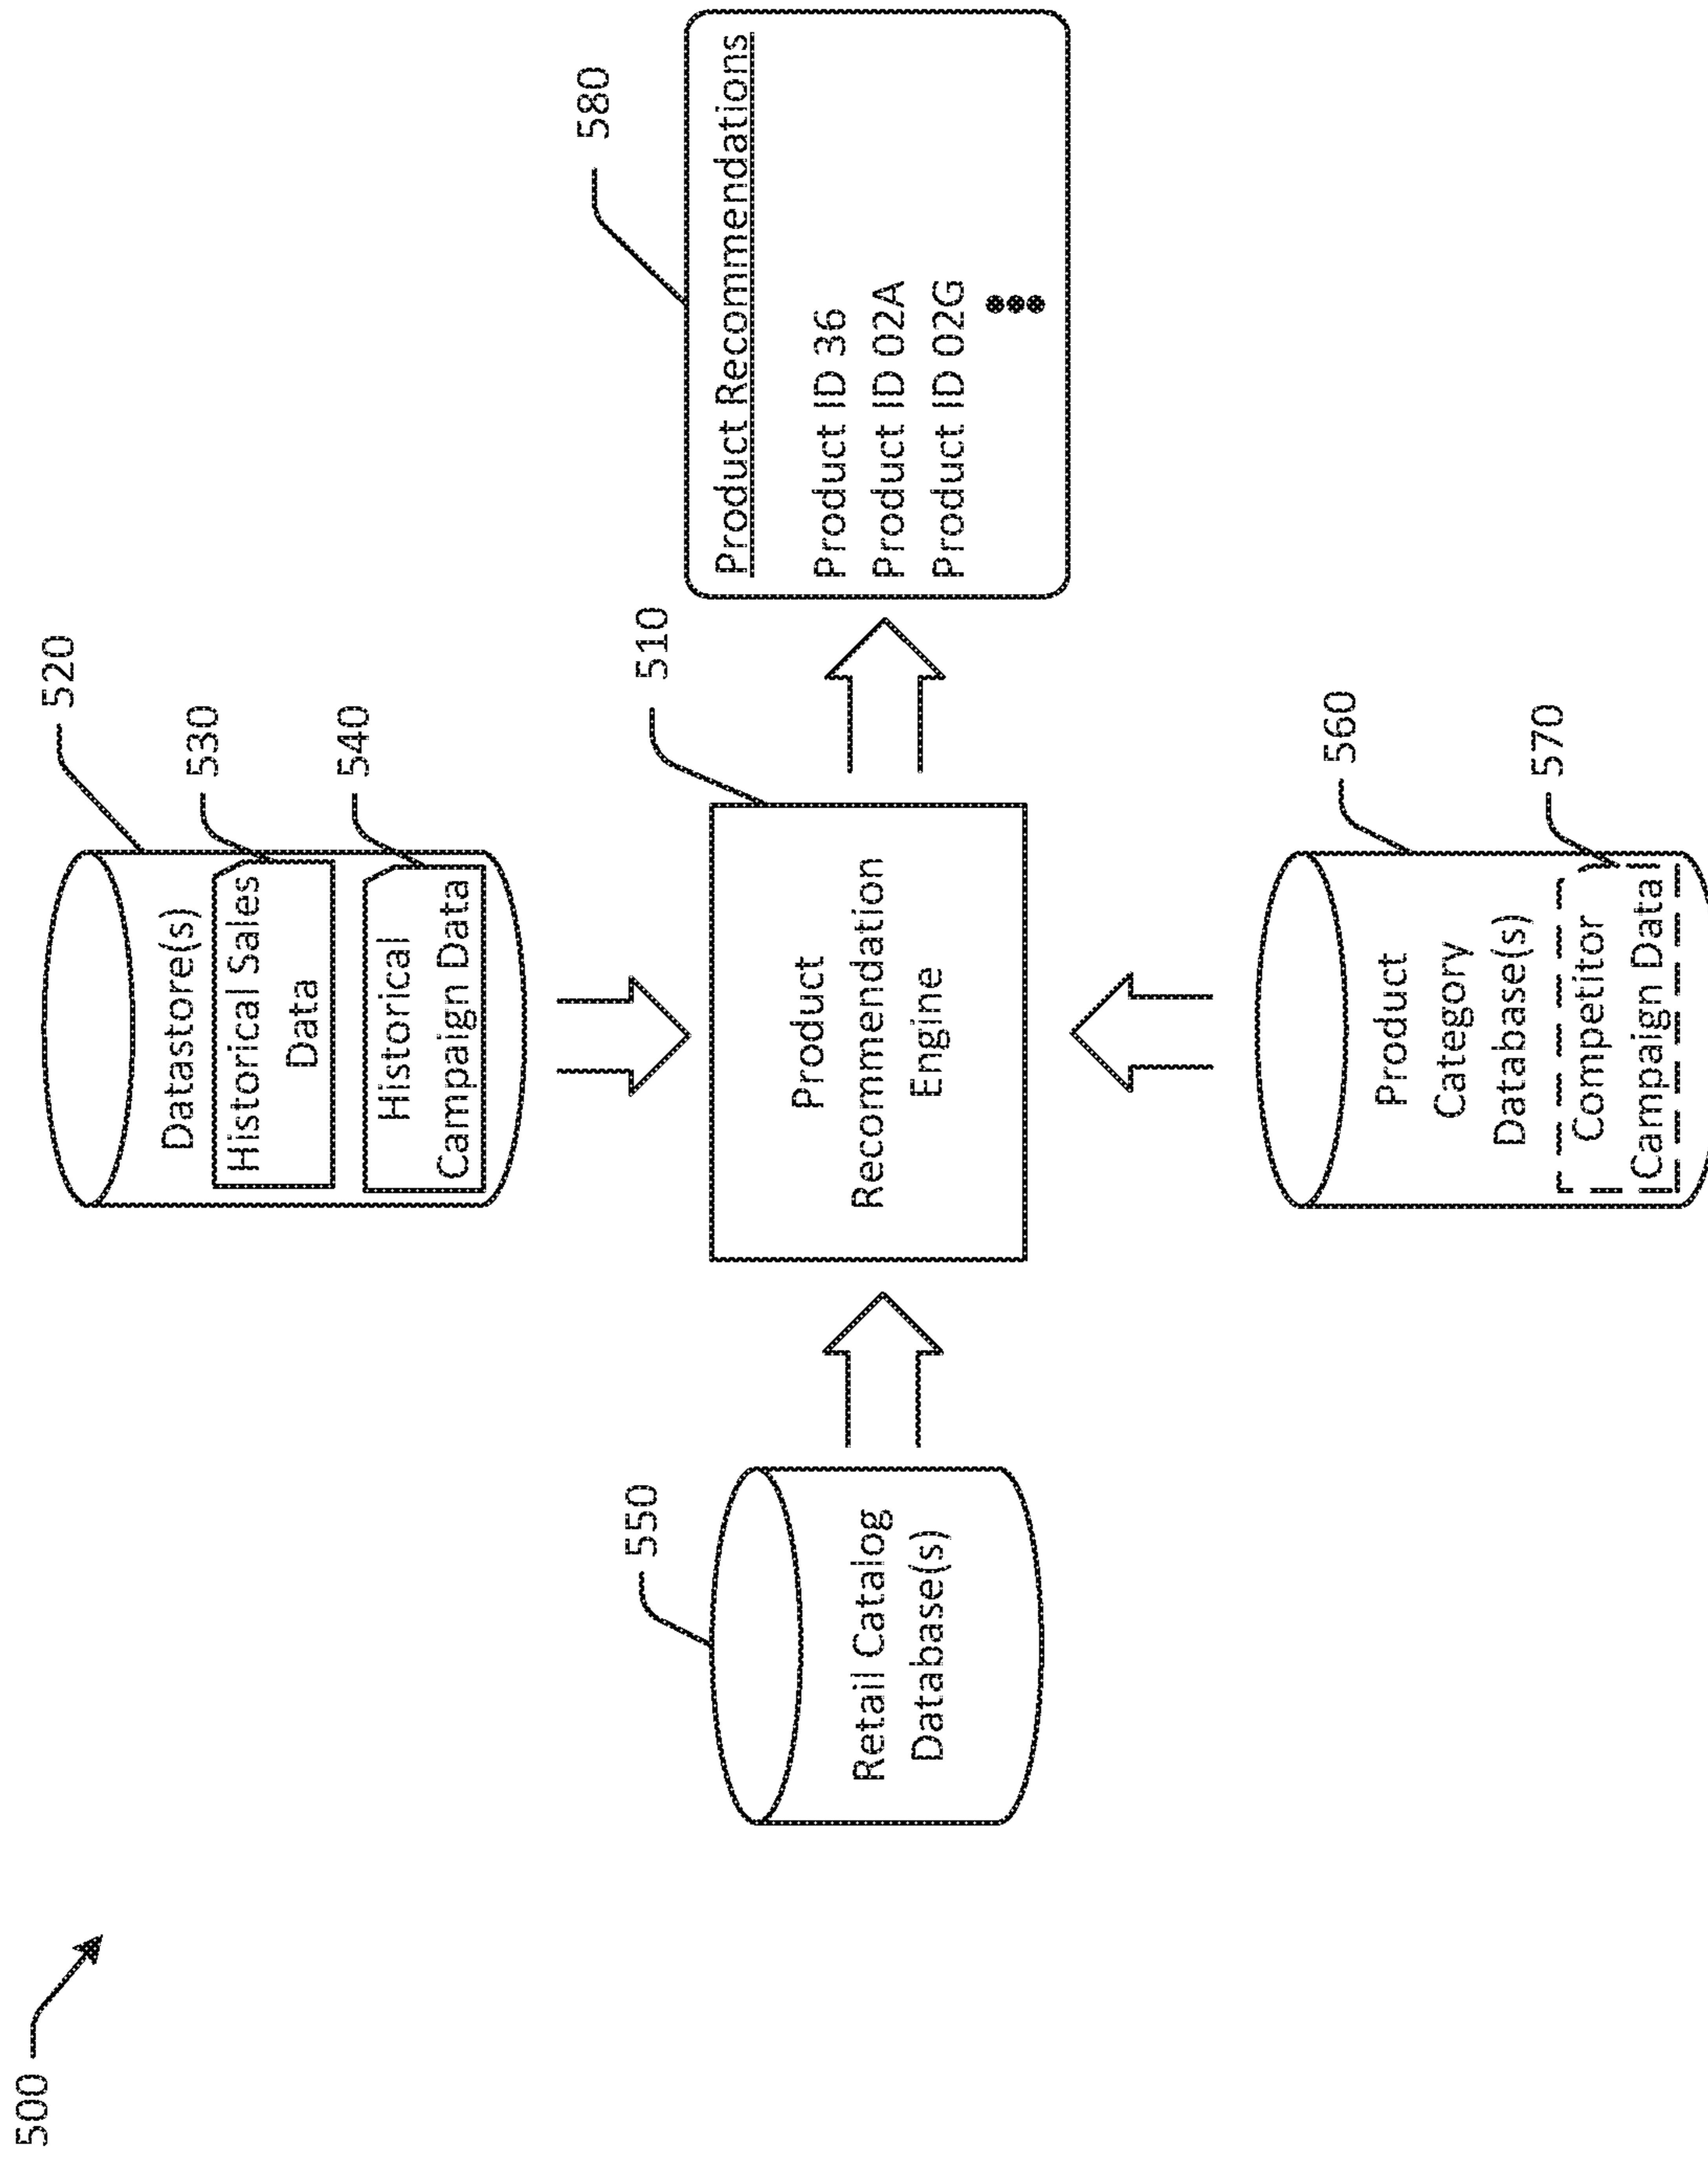 500
520
Datastore(s)
530
Historical Sales
Data
540
Historical
Campaign Data
550
Retail Catalog
Database(s)
510
Product
Recommendation
Engine
580
Product Recommendations
Product ID 36
Product ID 02A
Product ID 02G
560
Product
Category
Database(s)
570
Competitor
Campaign Data